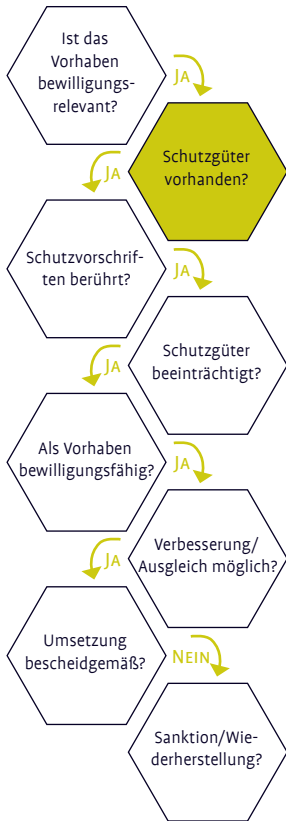 Ist das
Vorhaben
bewilligungs-
relevant?
JA
Schutzgüter
vorhanden?
JA
Schutzvorschrif-
ten berührt?
JA
Schutzgüter
beeinträchtigt?
JA
Als Vorhaben
bewilligungsfähig?
JA
Verbesserung/
Ausgleich möglich?
JA
Umsetzung
bescheidgemäß?
NEIN
Sanktion/Wie-
derherstellung?